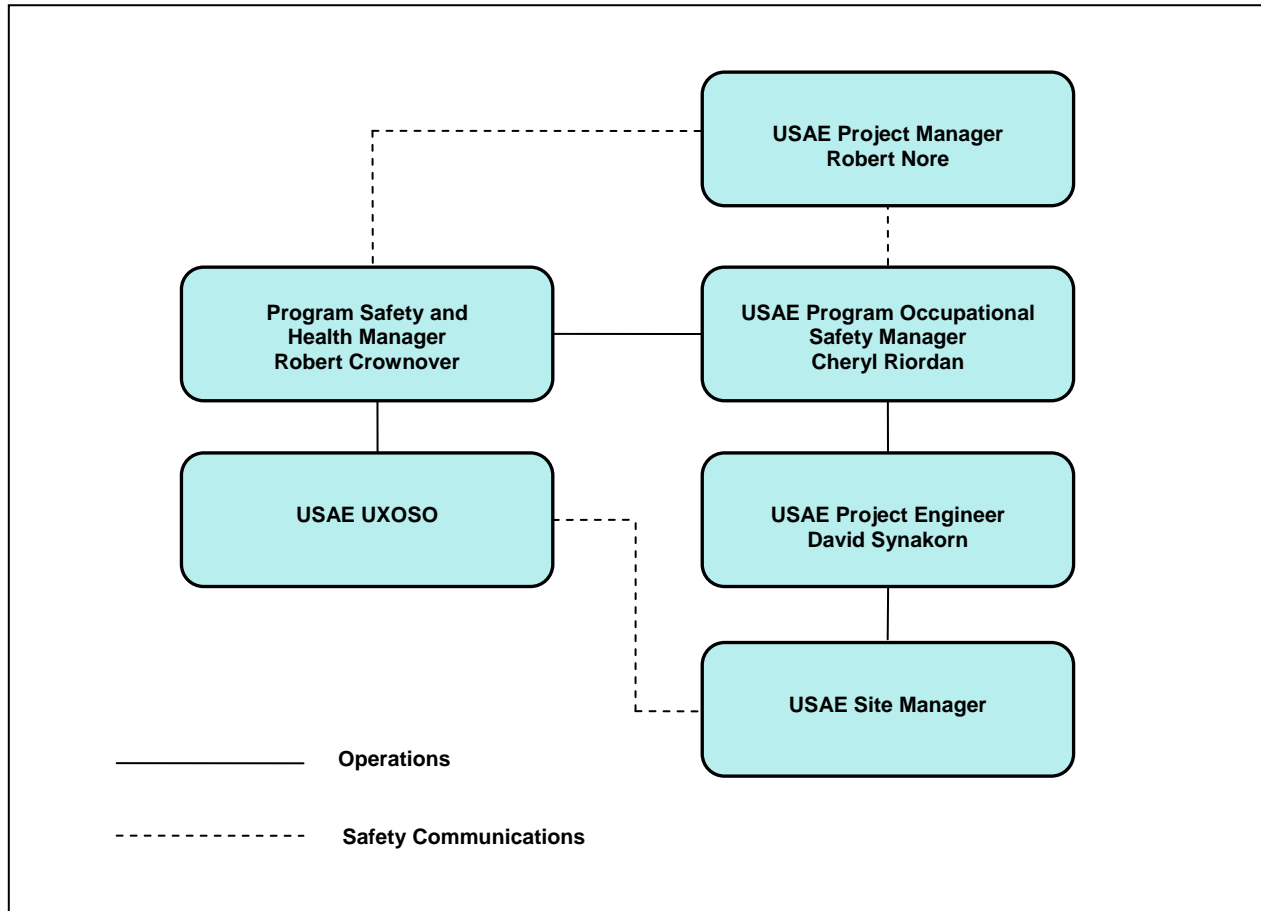 USAE Project Manager
Robert Nore
Program Safety and
Health Manager
Robert Crownover
USAE Program Occupational
Safety Manager
Cheryl Riordan
USAE UXOSO
USAE Project Engineer
David Synakorn
USAE Site Manager
Operations
Safety Communications